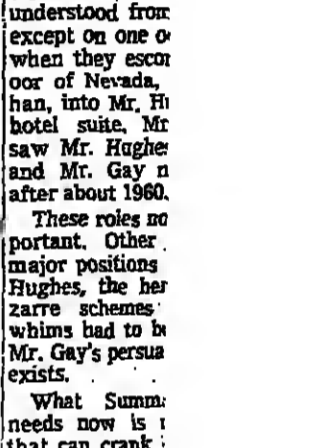 understood from
except on one o
when they escor
oor of Nevada,
han, into Mr. H
hotel suite, Mr
saw Mr. Hughe
and Mr. Gay n
after about 1960.
These roles no
portant. Other
major positions
Hughes, the her
zarre schemes
whims had to b
Mr. Gay's persua
exists.
What Summ
needs now is
that can crank